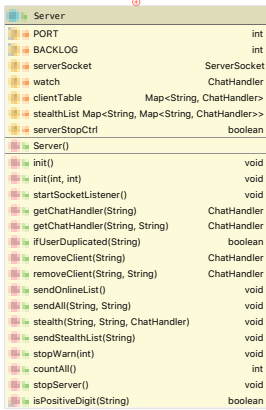 Server
PORT int
BACKLOG int
serverSocket ServerSocket
watch ChatHandler
clientTable Map<String, ChatHandler>
stealthList Map<String, Map<String, ChatHandler>>
serverStopCtrl boolean
Server()
init() void
init(int, int) void
startSocketListener() void
getChatHandler(String) ChatHandler
getChatHandler(String, String) ChatHandler
ifUserDuplicated(String) boolean
removeClient(String) ChatHandler
removeClient(String, String) ChatHandler
sendOnlineList() void
sendAll(String, String) void
stealth(String, String, ChatHandler) void
sendStealthList(String) void
stopWarn(int) void
countAll() int
stopServer() void
isPositiveDigit(String) boolean